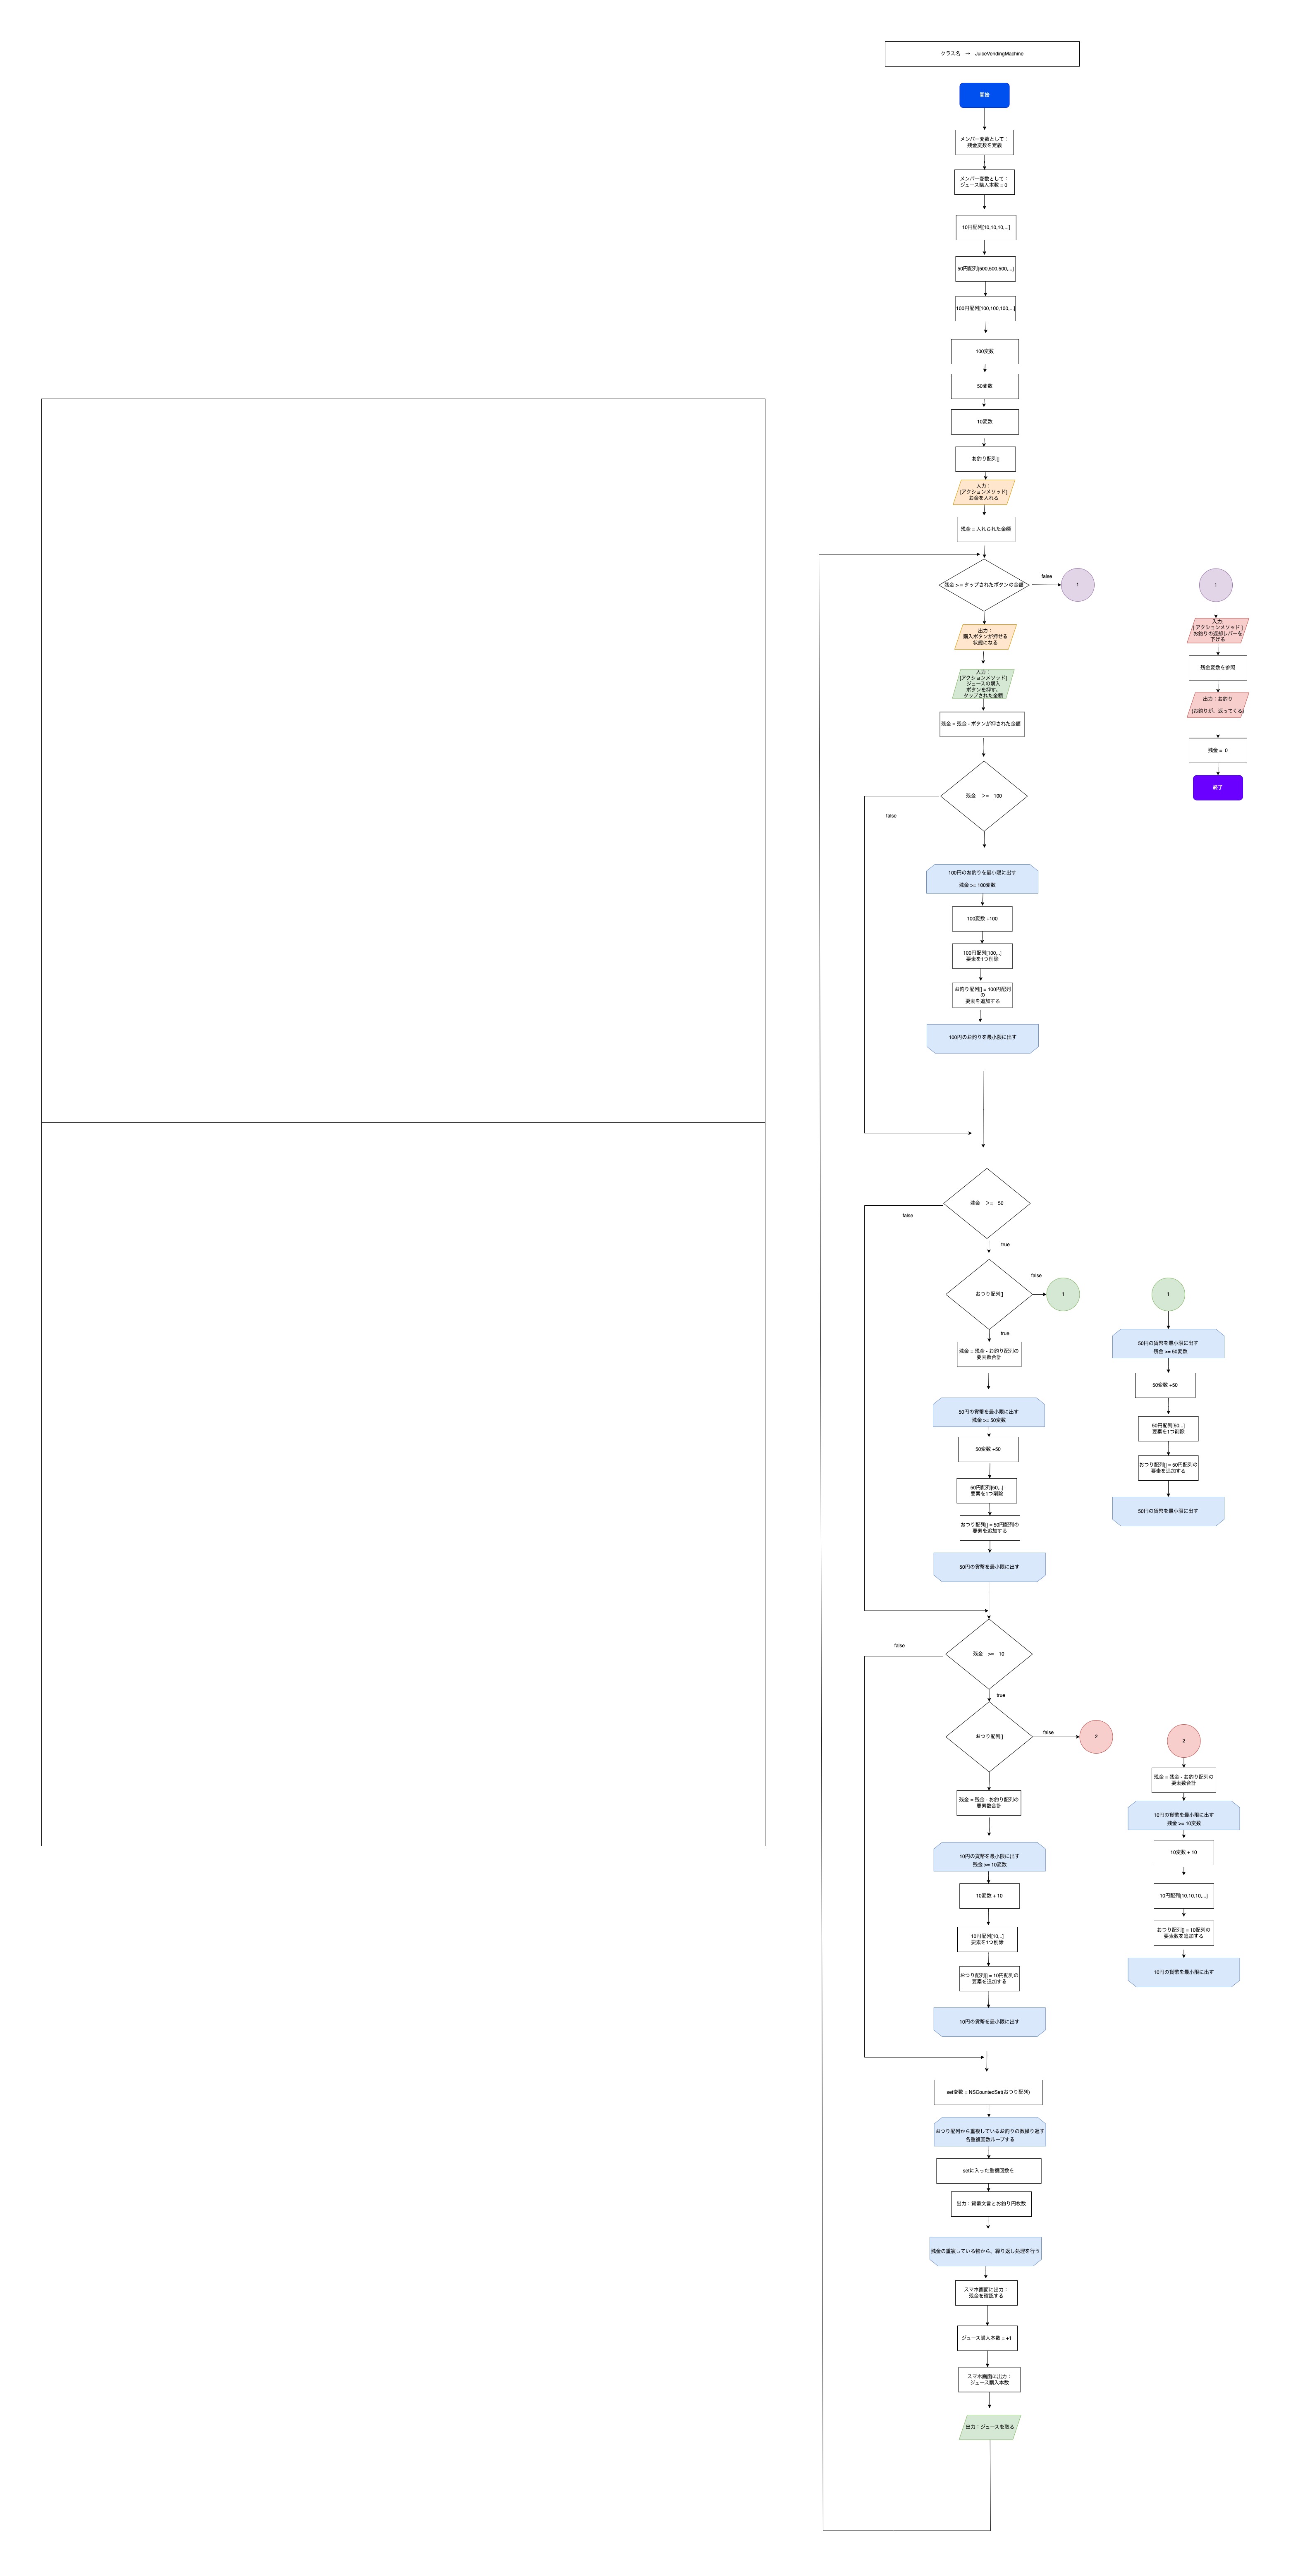 クラス名　→　JuiceVendingMachine
開始
メンバー変数として：
残金変数を定義
メンバー変数として：
ジュース購入本数 = 0
10円配列[10,10,10,...]
50円配列[500,500,500,...]
100円配列[100,100,100,...]
100変数
50変数
10変数
お釣り配列[]
入力：
[アクションメソッド]
お金を入れる
残金 = 入れられた金額
残金 > = タップされたボタンの金額
false
1
出力：
購入ボタンが押せる
状態になる
入力：
[アクションメソッド]
ジュースの購入
ボタンを押す。
タップされた金額
残金 = 残金 - ボタンが押された金額
1
入力:
[ アクションメソッド ]
お釣りの返却レバーを
下げる
残金変数を参照
出力：お釣り
(お釣りが、返ってくる)
残金 =  0
終了
残金　＞=　100
false
100円のお釣りを最小限に出す
残金 >= 100変数
100変数 +100
100円配列[100,..]
要素を1つ削除
お釣り配列[] = 100円配列
の
要素を追加する
100円のお釣りを最小限に出す
残金　＞=　50
false
true
おつり配列[]
false
1
true
残金 = 残金 - お釣り配列の
要素数合計
50円の貨幣を最小限に出す
残金 >= 50変数
50変数 +50
50円配列[50,..]
要素を1つ削除
おつり配列[] = 50円配列の
要素を追加する
50円の貨幣を最小限に出す
1
50円の貨幣を最小限に出す
残金 >= 50変数
50変数 +50
50円配列[50,..]
要素を1つ削除
おつり配列[] = 50円配列の
要素を追加する
50円の貨幣を最小限に出す
残金　>=　10
false
true
おつり配列[]
false
2
残金 = 残金 - お釣り配列の
要素数合計
10円の貨幣を最小限に出す
残金 >= 10変数
10変数 + 10
10円配列[10,..]
要素を1つ削除
おつり配列[] = 10円配列の
要素を追加する
10円の貨幣を最小限に出す
2
残金 = 残金 - お釣り配列の
要素数合計
10円の貨幣を最小限に出す
残金 >= 10変数
10変数 + 10
10円配列[10,10,10,...]
おつり配列[] = 10配列の
要素数を追加する
10円の貨幣を最小限に出す
set変数 = NSCountedSet(おつり配列)
おつり配列から重複しているお釣りの数繰り返す
各重複回数ループする
setに入った重複回数を
出力：貨幣文言とお釣り円枚数
残金の重複している物から、繰り返し処理を行う
スマホ画面に出力：
残金を確認する
ジュース購入本数 = +1
スマホ画面に出力：
ジュース購入本数
出力：ジュースを取る